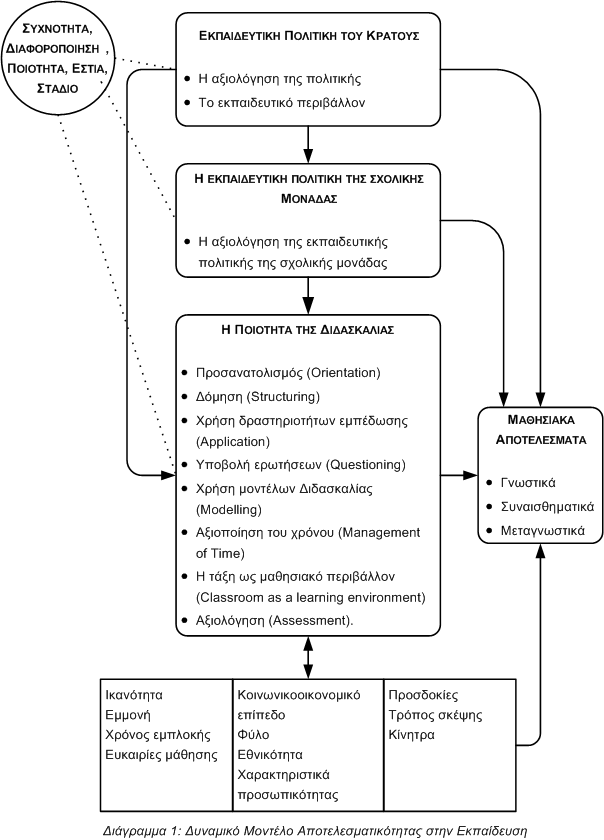 ΣΥΧΝΟΤΗΤΑ,
ΔΙΑΦΟΡΟΠΟΙΗΣΗ ,
ΠΟΙΟΤΗΤΑ, ΕΣΤΙΑ,
ΣΤΑΔΙΟ
ΕΚΠΑΙΔΕΥΤΙΚΗ ΠΟΛΙΤΙΚΗ ΤΟΥ ΚΡΑΤΟΥΣ
• Η αξιολόγηση της πολιτικής
• Το εκπαιδευτικό περιβάλλον
Η ΕΚΠΑΙΔΕΥΤΙΚΗ ΠΟΛΙΤΙΚΗ ΤΗΣ ΣΧΟΛΙΚΗΣ
ΜΟΝΑΔΑΣ
• Η αξιολόγηση της εκπαιδευτικής
πολιτικής της σχολικής μονάδας
Η ΠΟΙΟΤΗΤΑ ΤΗΣ ΔΙΔΑΣΚΑΛΙΑΣ
• Προσανατολισμός (Orientation)
• Δόμηση (Structuring)
• Χρήση δραστηριοτήτων εμπέδωσης
(Application)
• Υποβολή ερωτήσεων (Questioning)
• Χρήση μοντέλων Διδασκαλίας
(Modelling)
• Αξιοποίηση του χρόνου (Management
of Time)
• Η τάξη ως μαθησιακό περιβάλλον
(Classroom as a learning environment)
• Αξιολόγηση (Assessment).
ΜΑΘΗΣΙΑΚΑ
ΑΠΟΤΕΛΕΣΜΑΤΑ
• Γνωστικά
• Συναισθηματικά
• Μεταγνωστικά
Ικανότητα
Εμμονή
Χρόνος εμπλοκής
Ευκαιρίες μάθησης
Κοινωνικοοικονομικό
επίπεδο
Φύλο
Εθνικότητα
Χαρακτηριστικά
προσωπικότητας
Προσδοκίες
Τρόπος σκέψης
Κίνητρα
Διάγραμμα 1: Δυναμικό Μοντέλο Αποτελεσματικότητας στην Εκπαίδευση